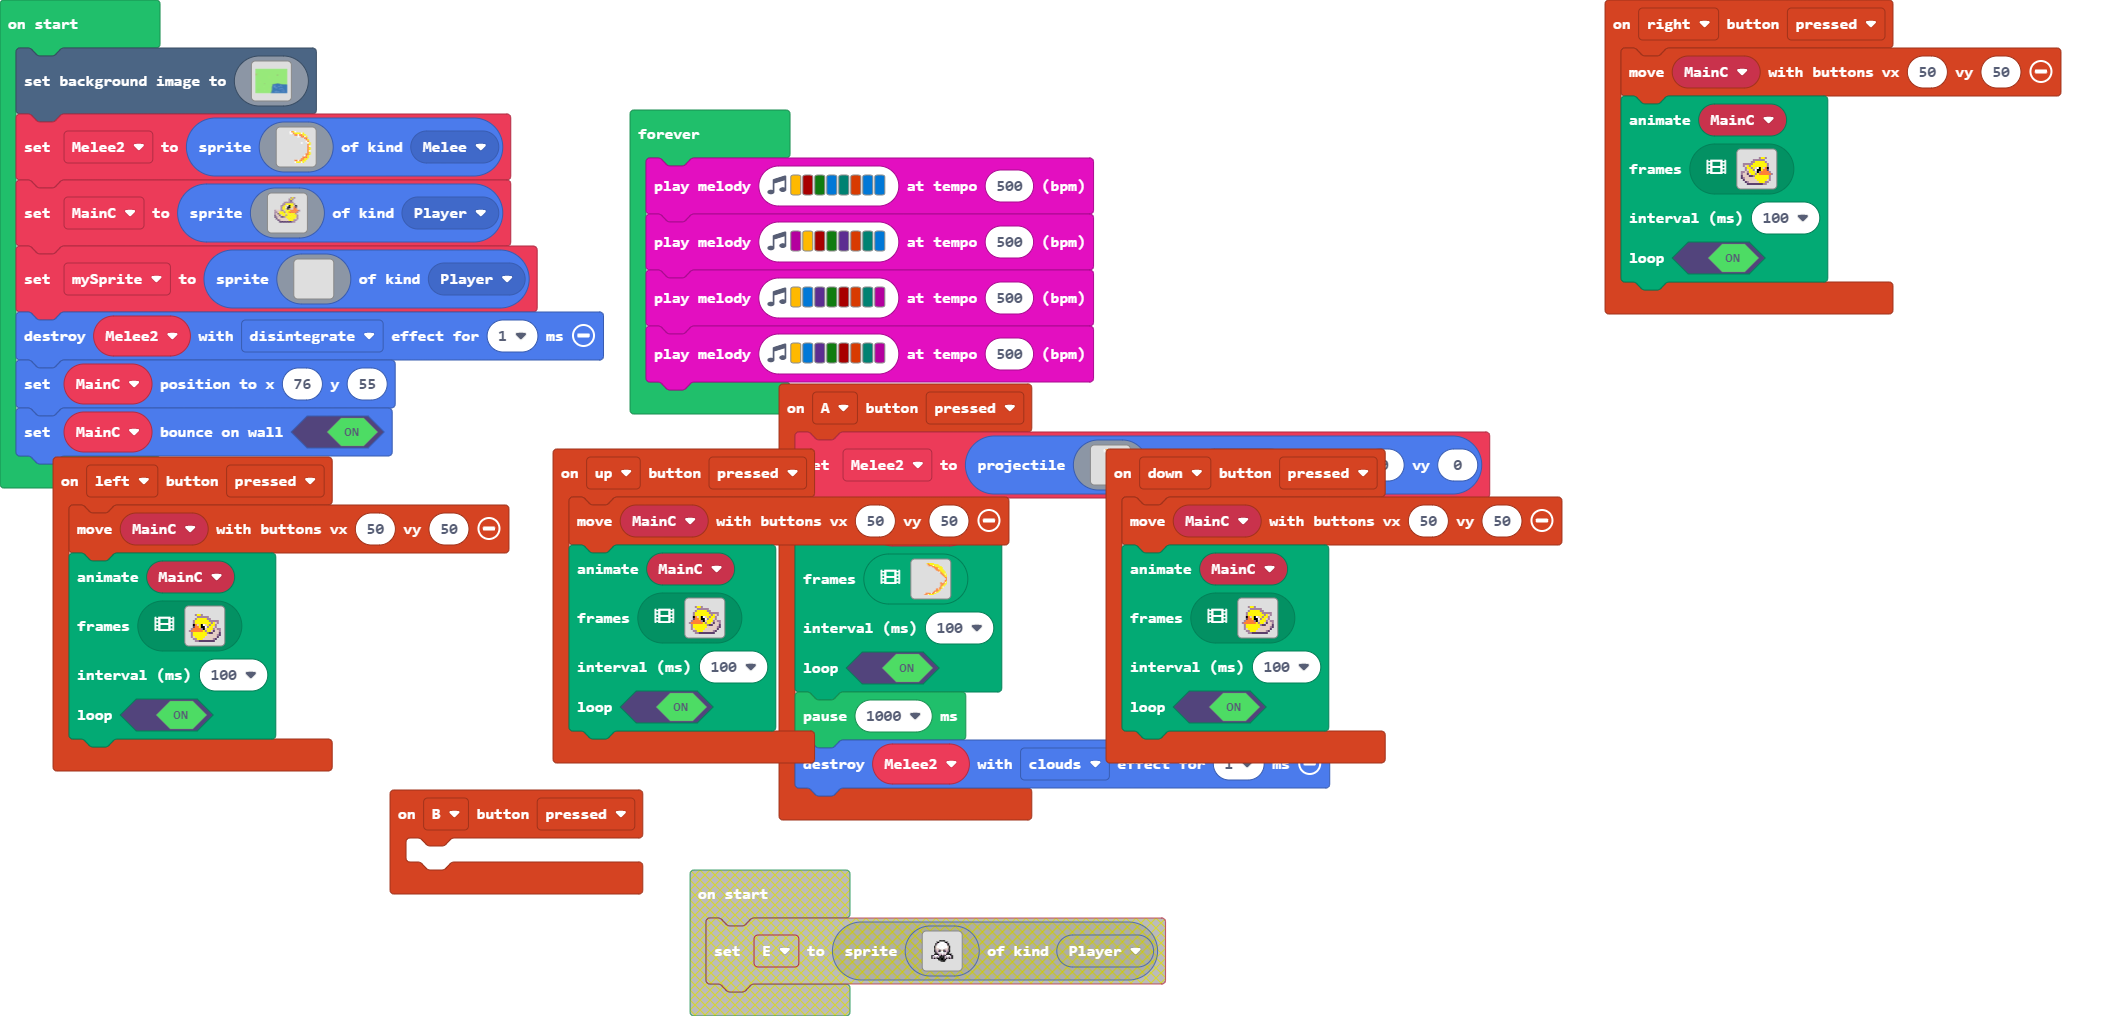 on start
set background image to
set Melee2 to sprite of kind Melee
set MainC to sprite of kind Player
set mySprite to sprite of kind Player
destroy Melee2 with disintegrate effect for 1 ms
set MainC position to x 76 y 55
set MainC bounce on wall ON
on left button pressed
move MainC with buttons vx 50 vy 50
animate MainC
frames
interval (ms) 100
loop ON
forever
play melody at tempo 500 (bpm)
play melody at tempo 500 (bpm)
play melody at tempo 500 (bpm)
play melody at tempo 500 (bpm)
on A button pressed
Melee2 to projectile vy 0
frames
interval (ms) 100
loop ON
pause 1000 ms
destroy Melee2 with clouds effect for 1 ms
on up button pressed
move MainC with buttons vx 50 vy 50
animate MainC
frames
interval (ms) 100
loop ON
on down button pressed
move MainC with buttons vx 50 vy 50
animate MainC
frames
interval (ms) 100
loop ON
on right button pressed
move MainC with buttons vx 50 vy 50
animate MainC
frames
interval (ms) 100
loop ON
on B button pressed
on start
set E to sprite of kind Player